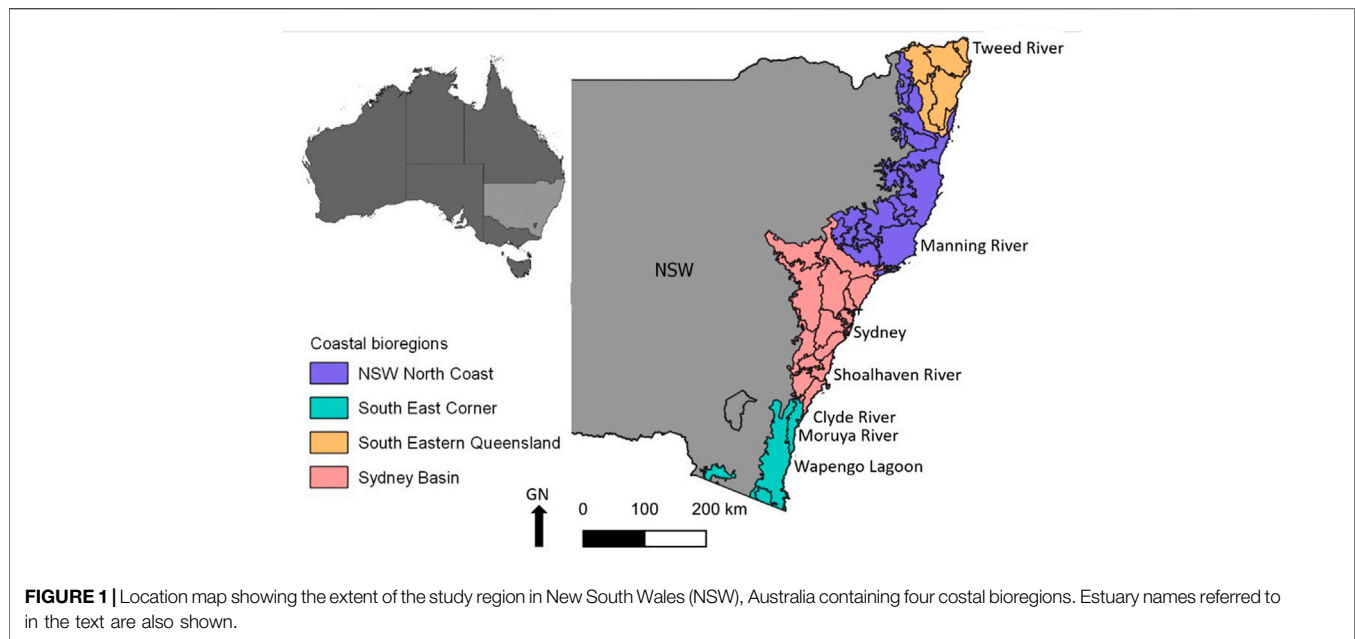 Tweed River
Manning River
NSW
Sydney
Shoalhaven River
Clyde River
Moruya River
Wapengo Lagoon
Coastal bioregions
NSW North Coast
South East Corner
South Eastern Queensland
Sydney Basin
GN
0 100 200 km
FIGURE 1 | Location map showing the extent of the study region in New South Wales (NSW), Australia containing four costal bioregions. Estuary names referred to
in the text are also shown.